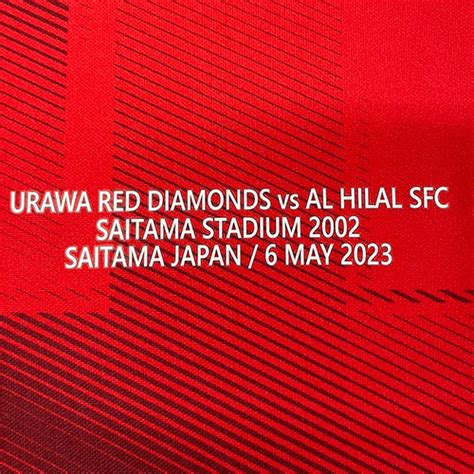 URAWA RED DIAMONDS vs AL HILAL SFC
SAITAMA STADIUM 2002
SAITAMA JAPAN / 6 MAY 2023